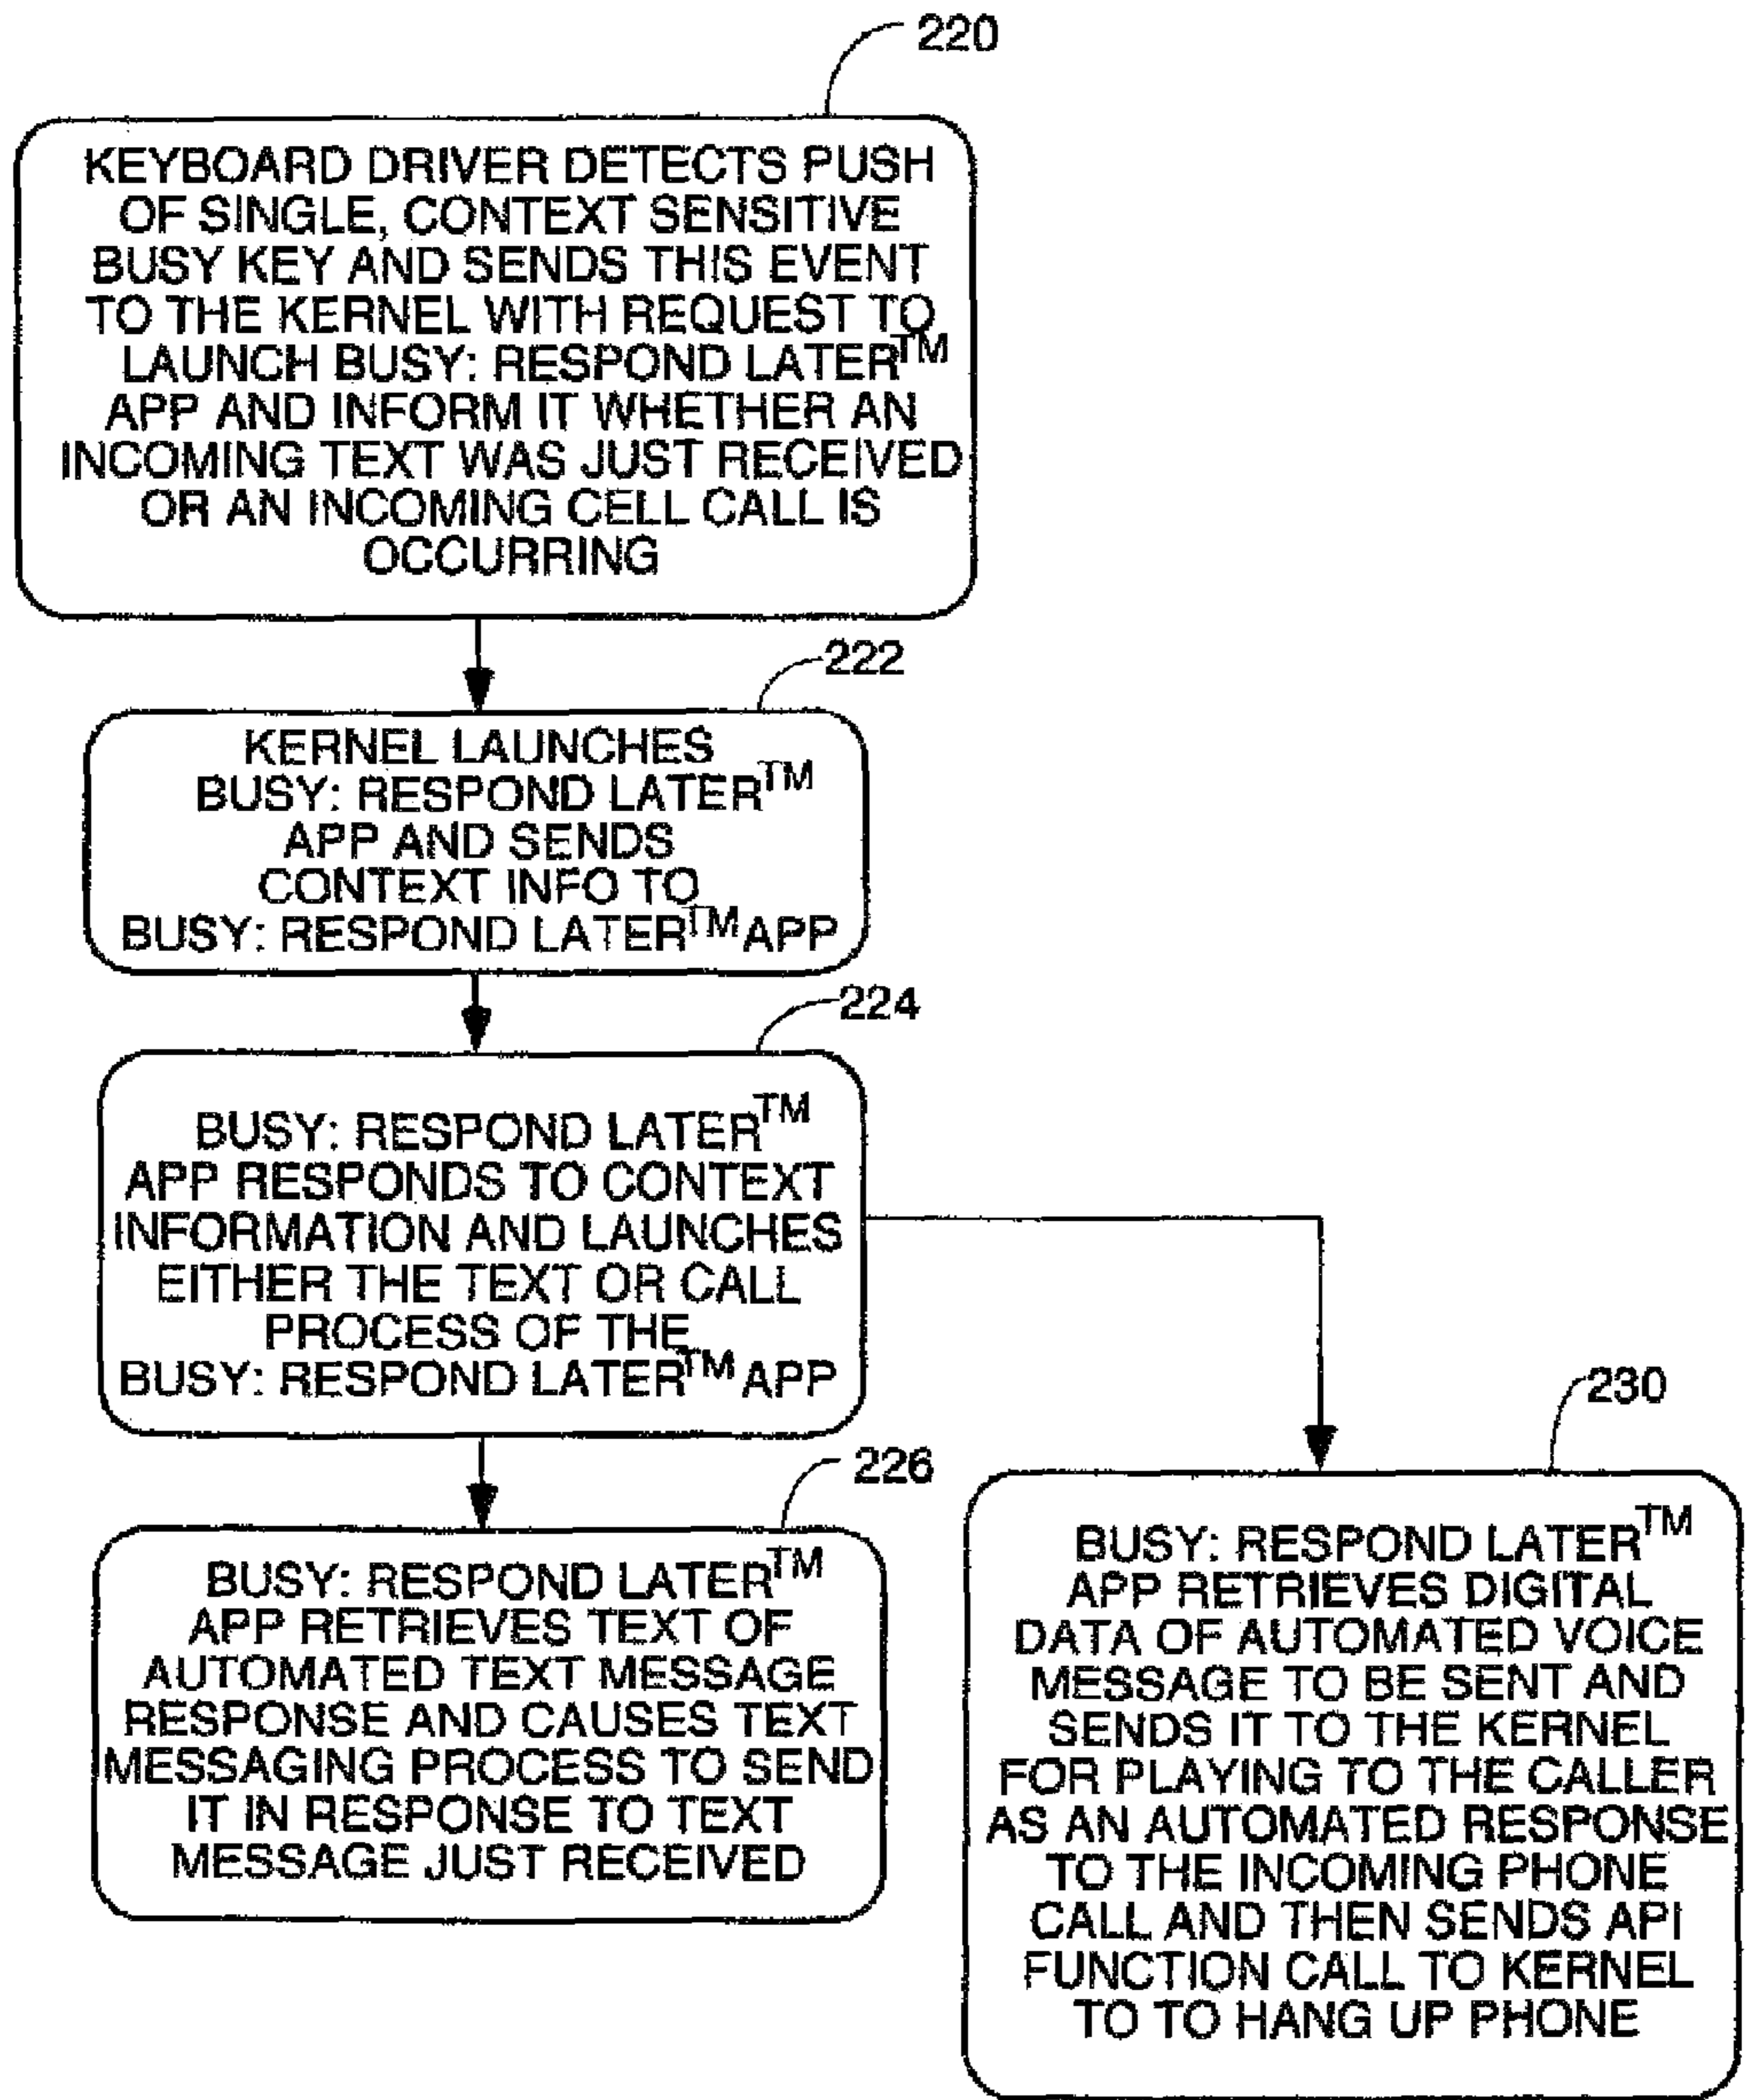 220
KEYBOARD DRIVER DETECTS PUSH
OF SINGLE, CONTEXT SENSITIVE
BUSY KEY AND SENDS THIS EVENT
TO THE KERNEL WITH REQUEST TO
LAUNCH BUSY: RESPOND LATER™
APP AND INFORM IT WHETHER AN
INCOMING TEXT WAS JUST RECEIVED
OR AN INCOMING CELL CALL IS
OCCURRING
222
KERNEL LAUNCHES
BUSY: RESPOND LATER™
APP AND SENDS
CONTEXT INFO TO
BUSY: RESPOND LATER™ APP
224
BUSY: RESPOND LATER™
APP RESPONDS TO CONTEXT
INFORMATION AND LAUNCHES
EITHER THE TEXT OR CALL
PROCESS OF THE
BUSY: RESPOND LATER™ APP
226
BUSY: RESPOND LATER™
APP RETRIEVES TEXT OF
AUTOMATED TEXT MESSAGE
RESPONSE AND CAUSES TEXT
MESSAGING PROCESS TO SEND
IT IN RESPONSE TO TEXT
MESSAGE JUST RECEIVED
230
BUSY: RESPOND LATER™
APP RETRIEVES DIGITAL
DATA OF AUTOMATED VOICE
MESSAGE TO BE SENT AND
SENDS IT TO THE KERNEL
FOR PLAYING TO THE CALLER
AS AN AUTOMATED RESPONSE
TO THE INCOMING PHONE
CALL AND THEN SENDS API
FUNCTION CALL TO KERNEL
TO TO HANG UP PHONE